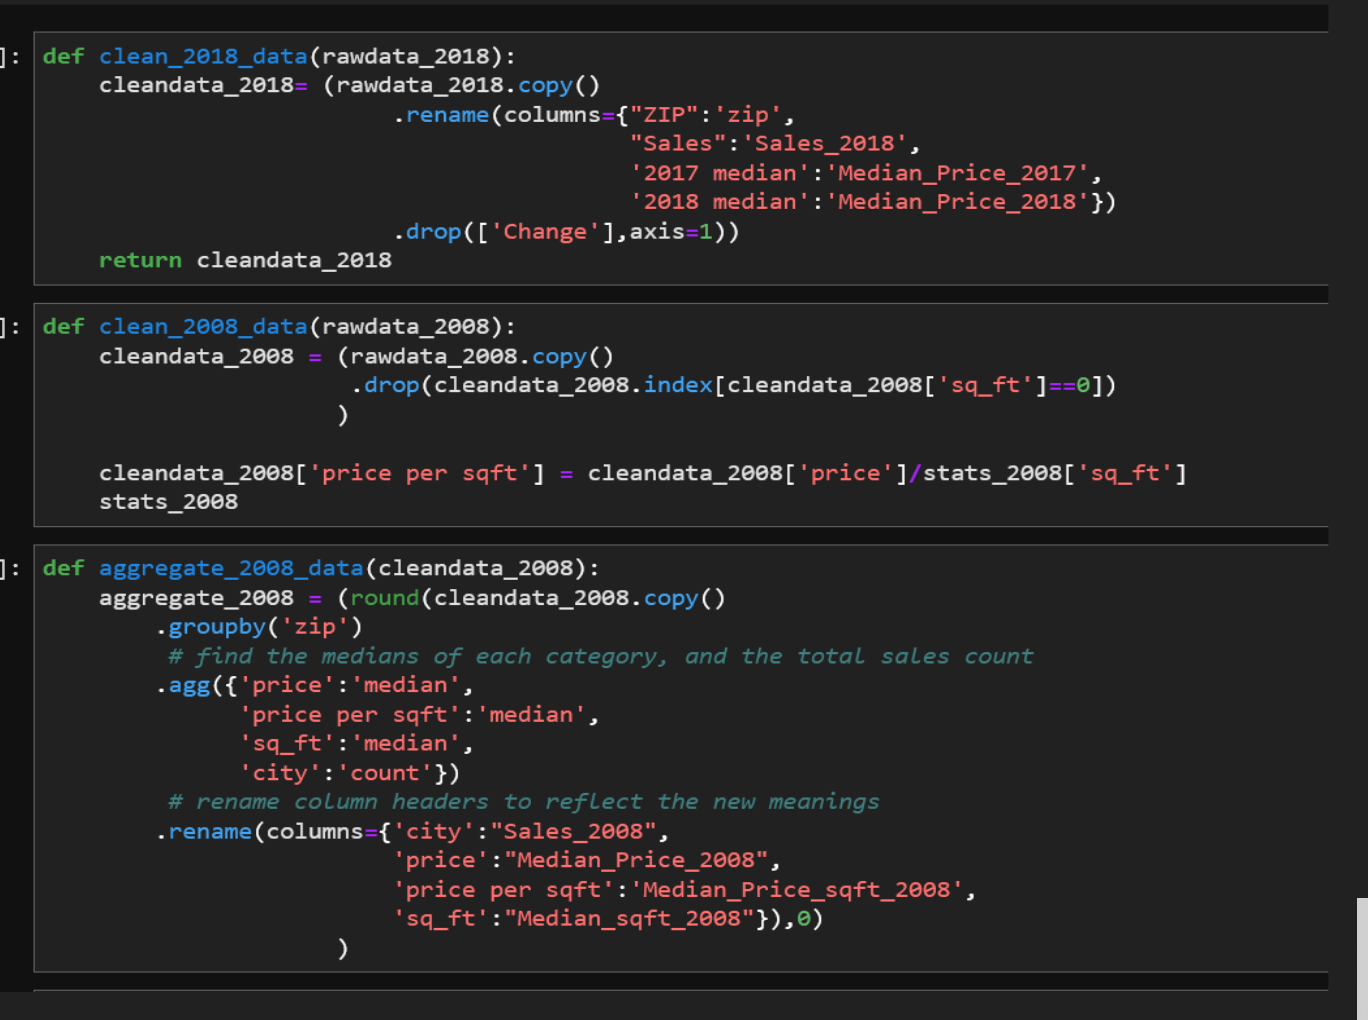 ]: def clean_2018_data(rawdata_2018):
    cleandata_2018= (rawdata_2018.copy()
                         .rename(columns={"ZIP":'zip',
                                          "Sales":'Sales_2018',
                                          '2017 median':'Median_Price_2017',
                                          '2018 median':'Median_Price_2018'})
                         .drop(['Change'],axis=1))
    return cleandata_2018
]: def clean_2008_data(rawdata_2008):
    cleandata_2008 = (rawdata_2008.copy()
                      .drop(cleandata_2008.index[cleandata_2008['sq_ft']==0])
                     )
    cleandata_2008['price per sqft'] = cleandata_2008['price']/stats_2008['sq_ft']
    stats_2008
]: def aggregate_2008_data(cleandata_2008):
    aggregate_2008 = (round(cleandata_2008.copy()
        .groupby('zip')
         # find the medians of each category, and the total sales count
        .agg({'price':'median',
              'price per sqft':'median',
              'sq_ft':'median',
              'city':'count'})
         # rename column headers to reflect the new meanings
        .rename(columns={'city':"Sales_2008",
                         'price':"Median_Price_2008",
                         'price per sqft':'Median_Price_sqft_2008',
                         'sq_ft':"Median_sqft_2008"}),0)
                     )